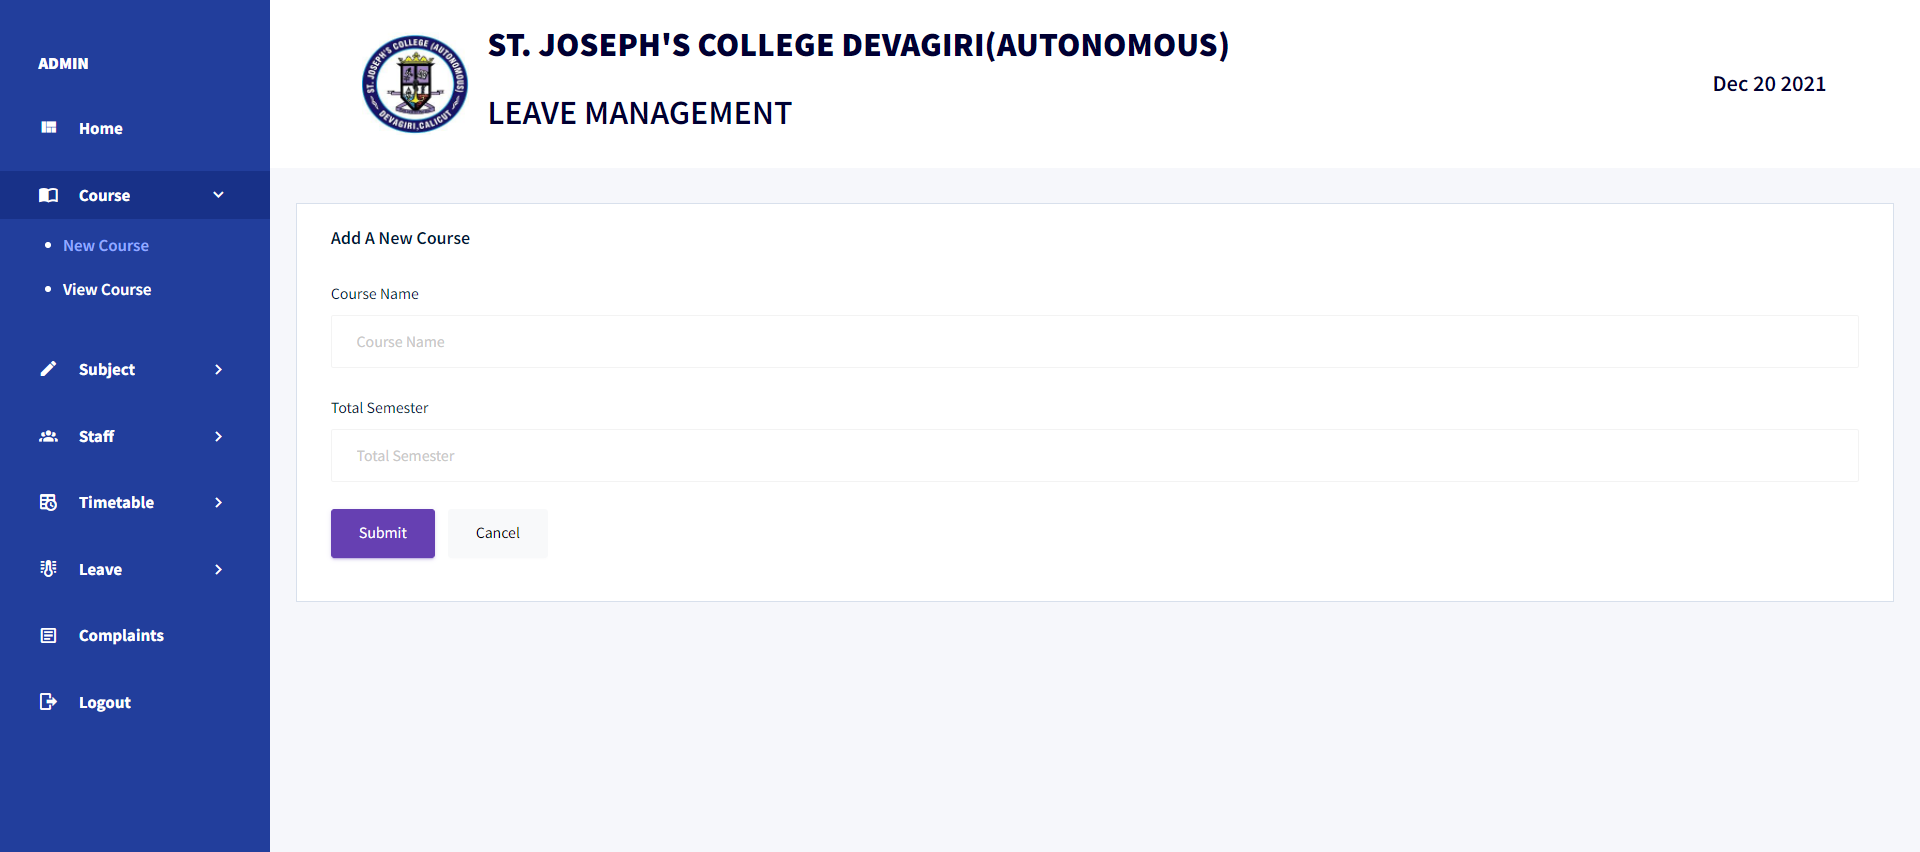 ADMIN
Home
Course
New Course
View Course
Subject
Staff
Timetable
Leave
Complaints
Logout
ST. JOSEPH'S COLLEGE (AUTONOMOUS)
DEVAGIRI, CALICUT
ST. JOSEPH'S COLLEGE DEVAGIRI(AUTONOMOUS)
LEAVE MANAGEMENT
Dec 20 2021
Add A New Course
Course Name
Course Name
Total Semester
Total Semester
Submit
Cancel